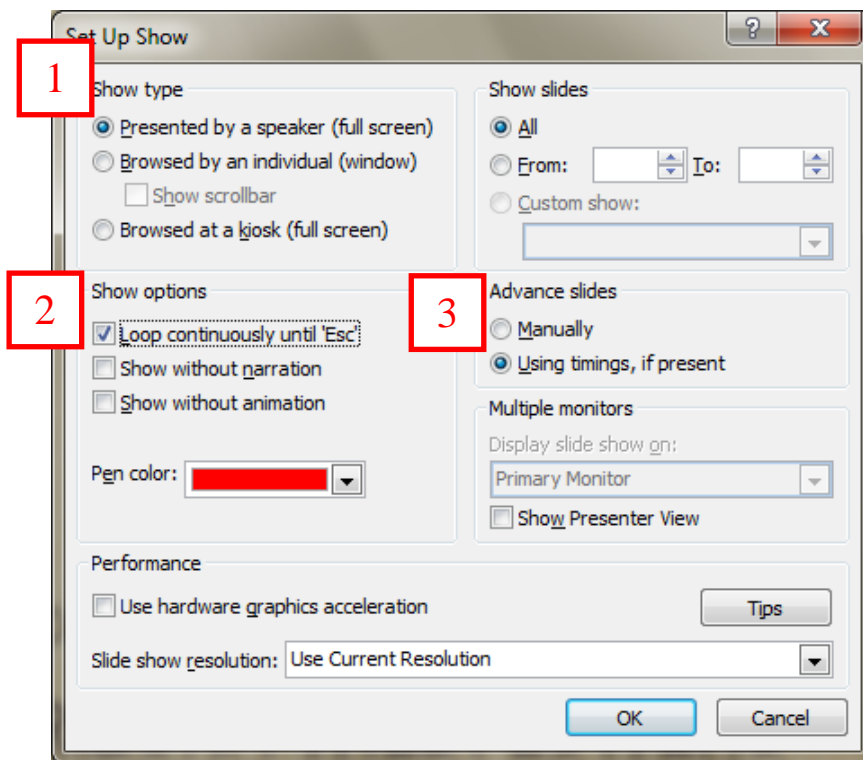 Set Up Show
1
Show type
Presented by a speaker (full screen)
Browsed by an individual (window)
Show scrollbar
Browsed at a kiosk (full screen)
Show slides
All
From: To:
Custom show:
2
Show options
Loop continuously until 'Esc'
Show without narration
Show without animation
Pen color:
3
Advance slides
Manually
Using timings, if present
Multiple monitors
Display slide show on:
Primary Monitor
Show Presenter View
Performance
Use hardware graphics acceleration
Tips
Slide show resolution: Use Current Resolution
OK Cancel